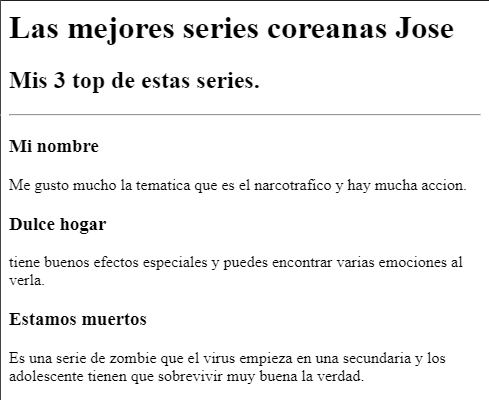 Las mejores series coreanas Jose
Mis 3 top de estas series.
Mi nombre
Me gusto mucho la tematica que es el narcotrafico y hay mucha accion.
Dulce hogar
tiene buenos efectos especiales y puedes encontrar varias emociones al
verla.
Estamos muertos
Es una serie de zombie que el virus empieza en una secundaria y los
adolescente tienen que sobrevivir muy buena la verdad.